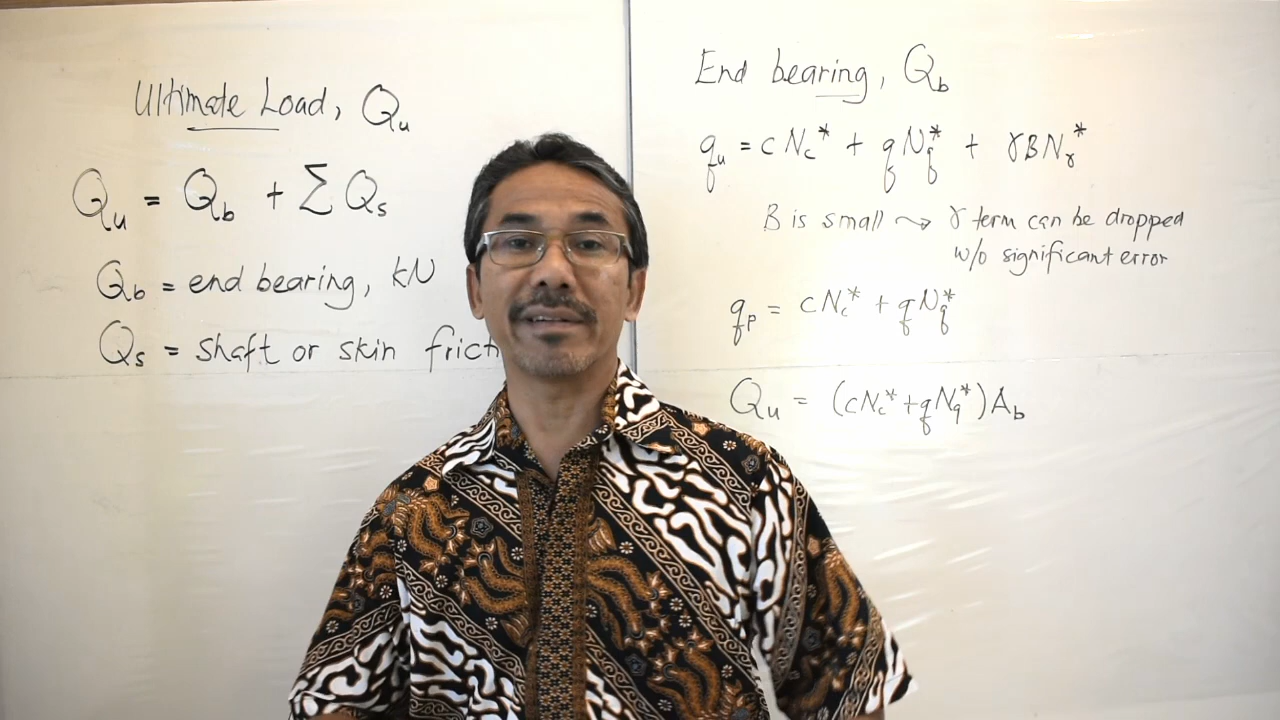 Ultimate Load, Qu
Qu = Qb + ΣQs
Qb = end bearing, kN
Qs = shaft or skin frict
End bearing, Qb
qu = cNc* + qNq* + γBNγ*
B is small ⇝ γ term can be dropped
w/o significant error
qp = cNc* + qNq*
Qu = (cNc*+qNq*)Ab